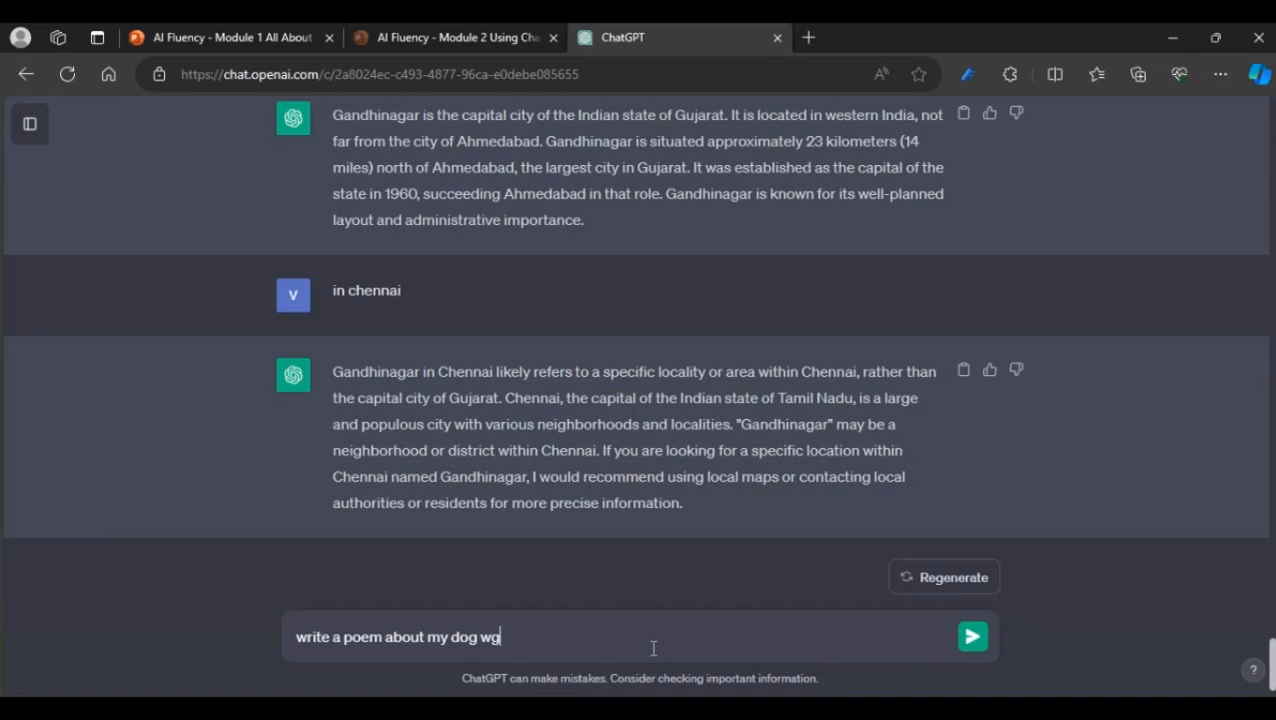 AI Fluency - Module 1 All About
AI Fluency - Module 2 Using Cha
ChatGPT
https://chat.openai.com/c/2a8024ec-c493-4877-96ca-e0debe085655
Gandhinagar is the capital city of the Indian state of Gujarat. It is located in western India, not
far from the city of Ahmedabad. Gandhinagar is situated approximately 23 kilometers (14
miles) north of Ahmedabad, the largest city in Gujarat. It was established as the capital of the
state in 1960, succeeding Ahmedabad in that role. Gandhinagar is known for its well-planned
layout and administrative importance.
V
in chennai
Gandhinagar in Chennai likely refers to a specific locality or area within Chennai, rather than
the capital city of Gujarat. Chennai, the capital of the Indian state of Tamil Nadu, is a large
and populous city with various neighborhoods and localities. "Gandhinagar" may be a
neighborhood or district within Chennai. If you are looking for a specific location within
Chennai named Gandhinagar, I would recommend using local maps or contacting local
authorities or residents for more precise information.
Regenerate
write a poem about my dog wg
ChatGPT can make mistakes. Consider checking important information.
?